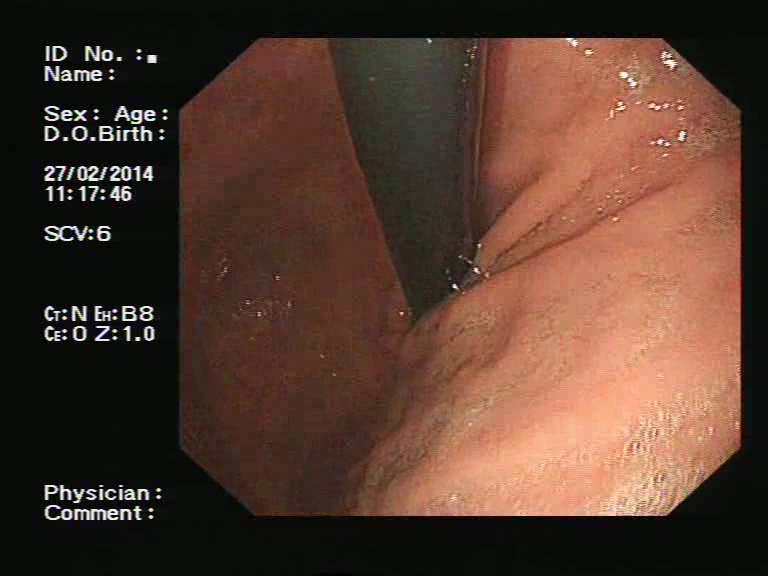 ID No. :
Name:
Sex: Age:
D.O.Birth:
27/02/2014
11:17:46
SCV:6
CT:N EH:B8
CE:0 Z:1.0
Physician:
Comment: